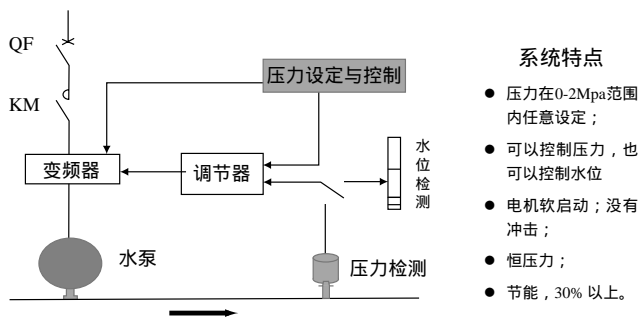 QF
KM
压力设定与控制
变频器
调节器
水位检测
水泵
压力检测
系统特点
● 压力在0-2Mpa范围
内任意设定；
● 可以控制压力，也
可以控制水位
● 电机软启动；没有
冲击；
● 恒压力；
● 节能，30% 以上。